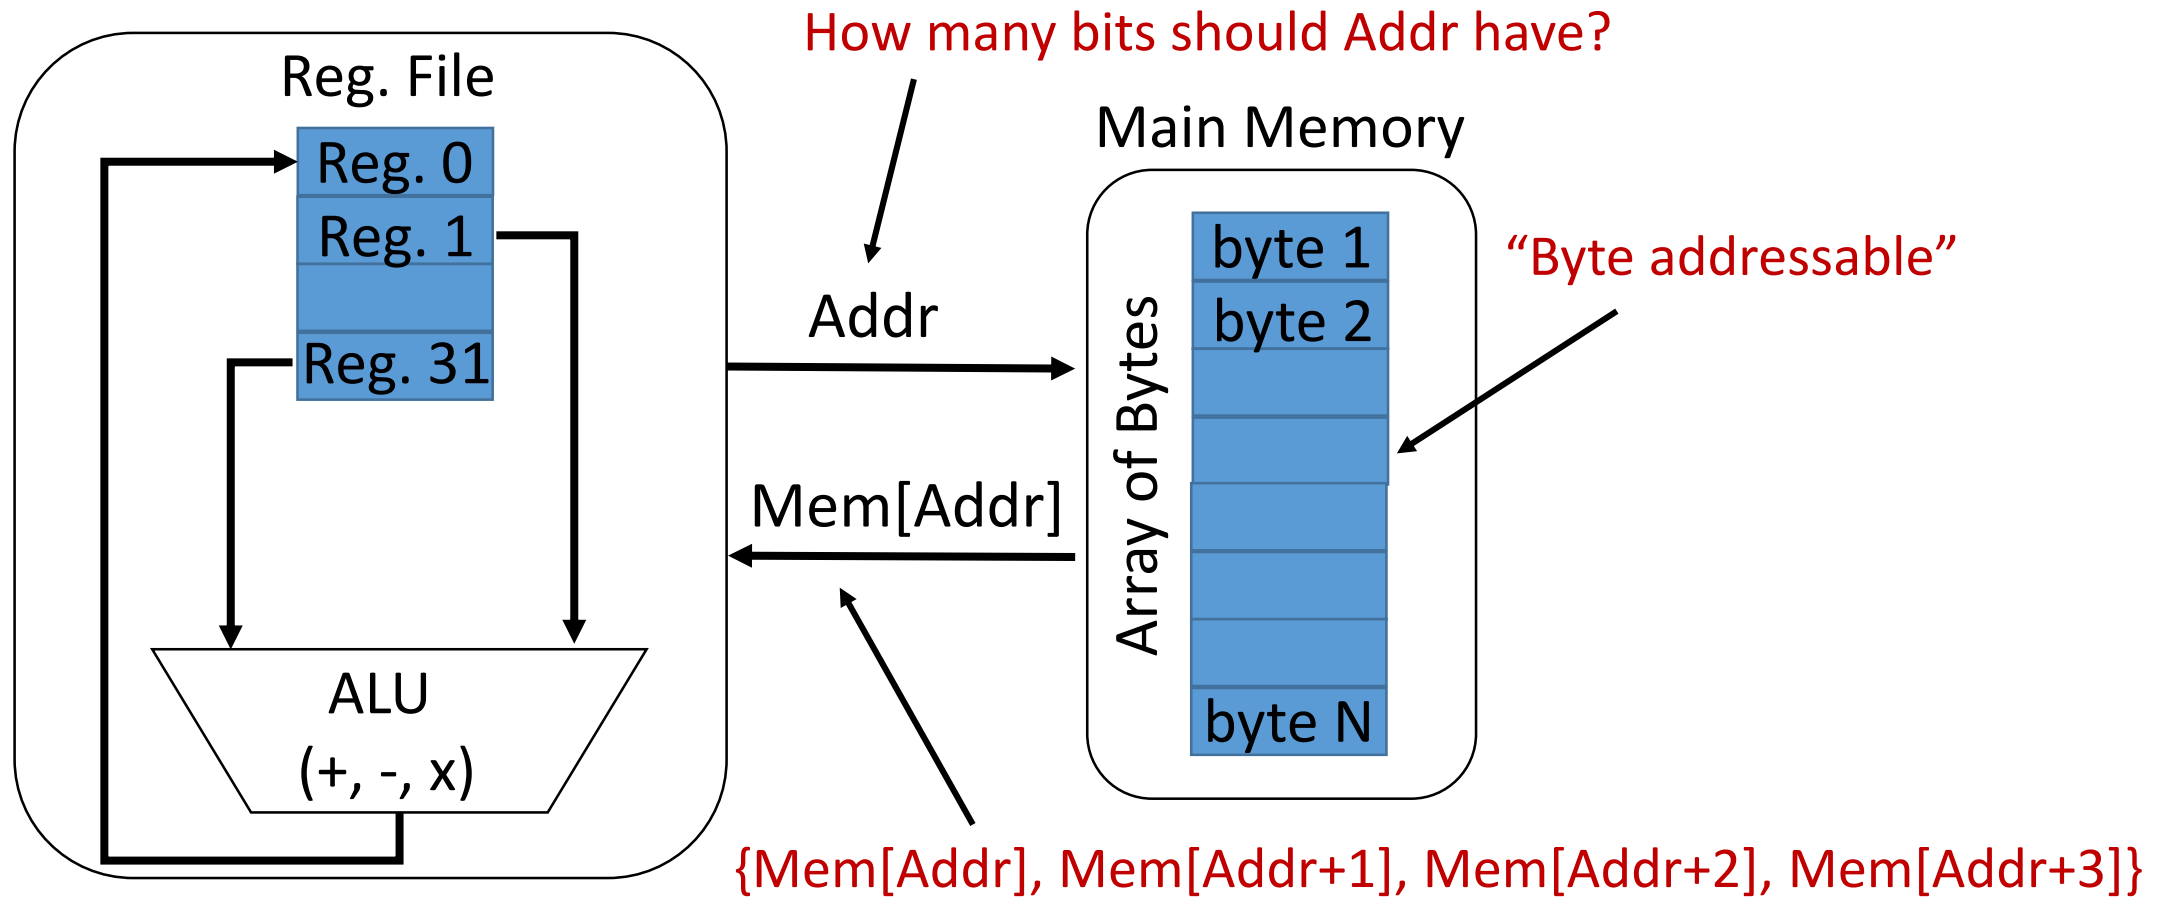 How many bits should Addr have?
Reg. File
Reg. 0
Reg. 1
Reg. 31
ALU
(+, -, x)
Addr
Mem[Addr]
Main Memory
Array of Bytes
byte 1
byte 2
byte N
“Byte addressable”
{Mem[Addr], Mem[Addr+1], Mem[Addr+2], Mem[Addr+3]}